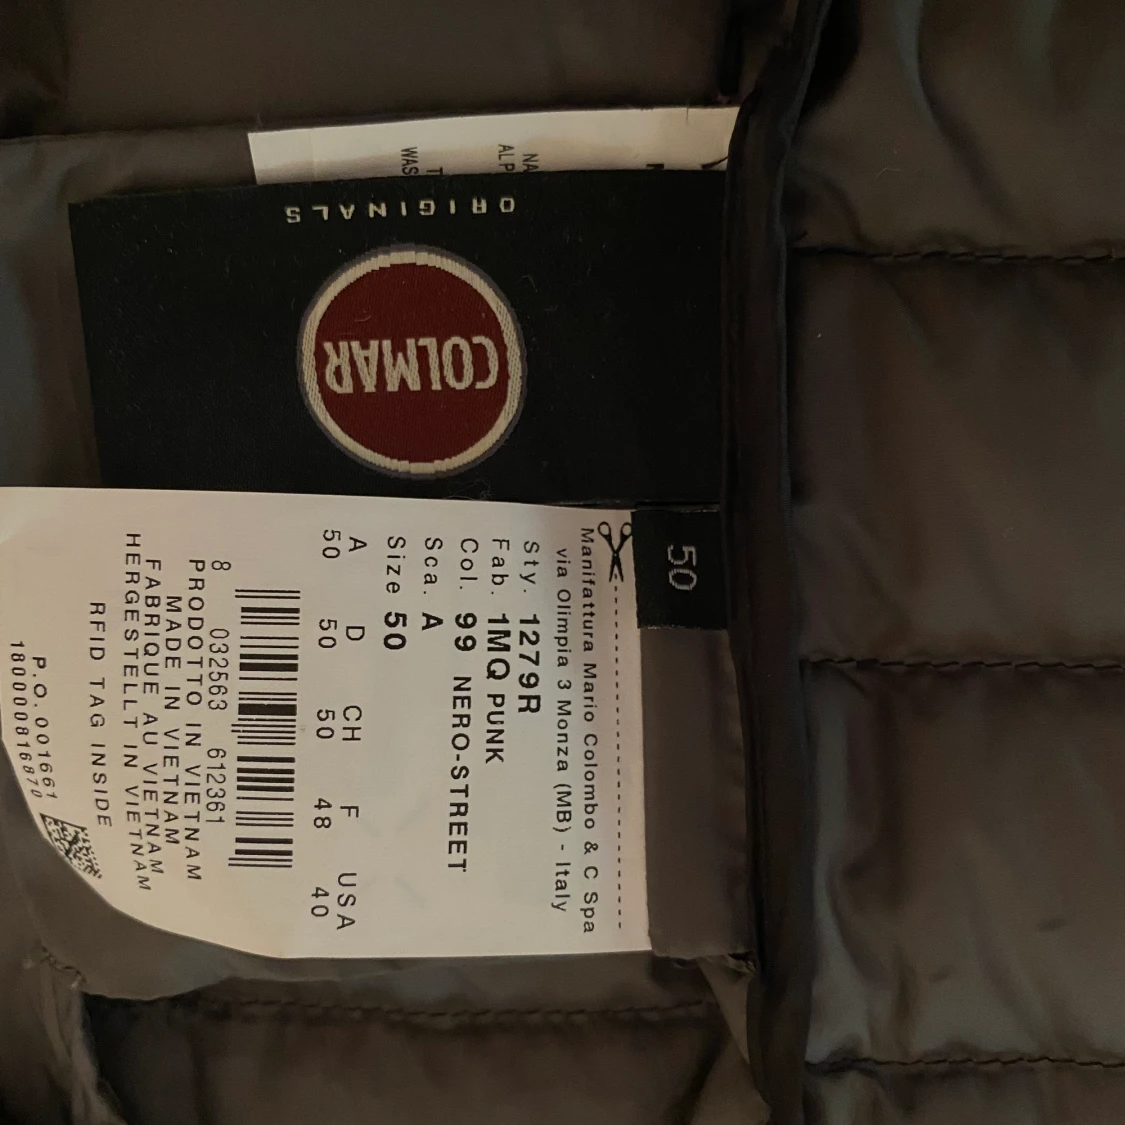 ORIGINALS
COLMAR
50
Manifattura Mario Colombo & C Spa
via Olimpia 3 Monza (MB) - Italy
Sty. 1279R
Fab. 1MQ PUNK
Col. 99 NERO-STREET
Sca. A
Size 50
A D CH F USA
50 50 50 48 40
8 032563 612361
PRODOTTO IN VIETNAM
MADE IN VIETNAM
FABRIQUE AU VIETNAM
HERGESTELLT IN VIETNAM
RFID TAG INSIDE
P.O. 001661
180000816870